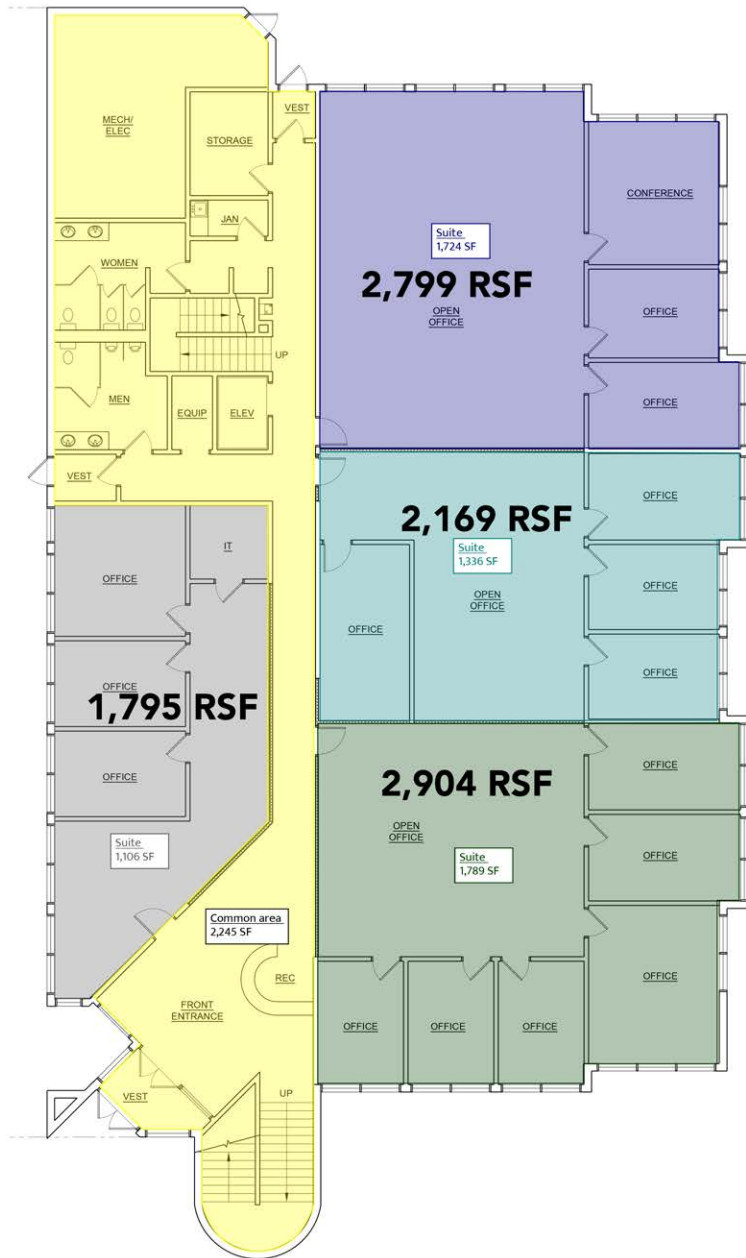 MECH/
ELEC
STORAGE
VEST
JAN
WOMEN
UP
MEN
EQUIP
ELEV
VEST
Suite
1,724 SF
2,799 RSF
OPEN
OFFICE
CONFERENCE
OFFICE
OFFICE
2,169 RSF
Suite
1,336 SF
OPEN
OFFICE
OFFICE
OFFICE
OFFICE
OFFICE
OFFICE
IT
OFFICE
1,795 RSF
OFFICE
Suite
1,106 SF
2,904 RSF
OPEN
OFFICE
Suite
1,789 SF
OFFICE
OFFICE
OFFICE
OFFICE
OFFICE
OFFICE
Common area
2,245 SF
REC
FRONT
ENTRANCE
VEST
UP